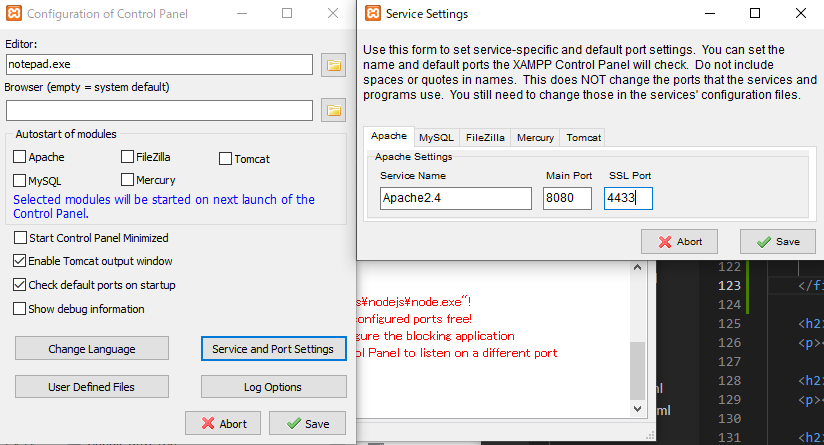 Configuration of Control Panel
Editor:
notepad.exe
Browser (empty = system default)
Autostart of modules
Apache
FileZilla
Tomcat
MySQL
Mercury
Selected modules will be started on next launch of the
Control Panel.
Start Control Panel Minimized
Enable Tomcat output window
Check default ports on startup
Show debug information
Change Language
Service and Port Settings
User Defined Files
Log Options
Abort
Save
Service Settings
Use this form to set service-specific and default port settings.  You can set the
name and default ports the XAMPP Control Panel will check.  Do not include
spaces or quotes in names.  This does NOT change the ports that the services and
programs use.  You still need to change those in the services' configuration files.
Apache MySQL FileZilla Mercury Tomcat
Apache Settings
Service Name Main Port SSL Port
Apache2.4 8080 4433
Abort Save
s¥nodejs¥node.exe"!
configured ports free!
gure the blocking application
ol Panel to listen on a different port
ml
122
123 </fi
124
125 <h2
126 <p><
127
128 <h2
129 <p><
130
131 <h2